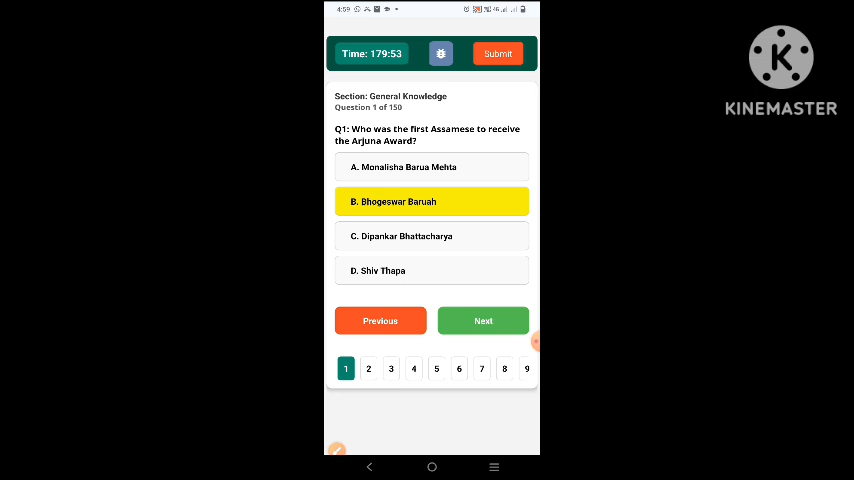 4:59
4G
Time: 179:53
Submit
Section: General Knowledge
Question 1 of 150
Q1: Who was the first Assamese to receive
the Arjuna Award?
A. Monalisha Barua Mehta
B. Bhogeswar Baruah
C. Dipankar Bhattacharya
D. Shiv Thapa
Previous
Next
1 2 3 4 5 6 7 8 9
K
KINEMASTER